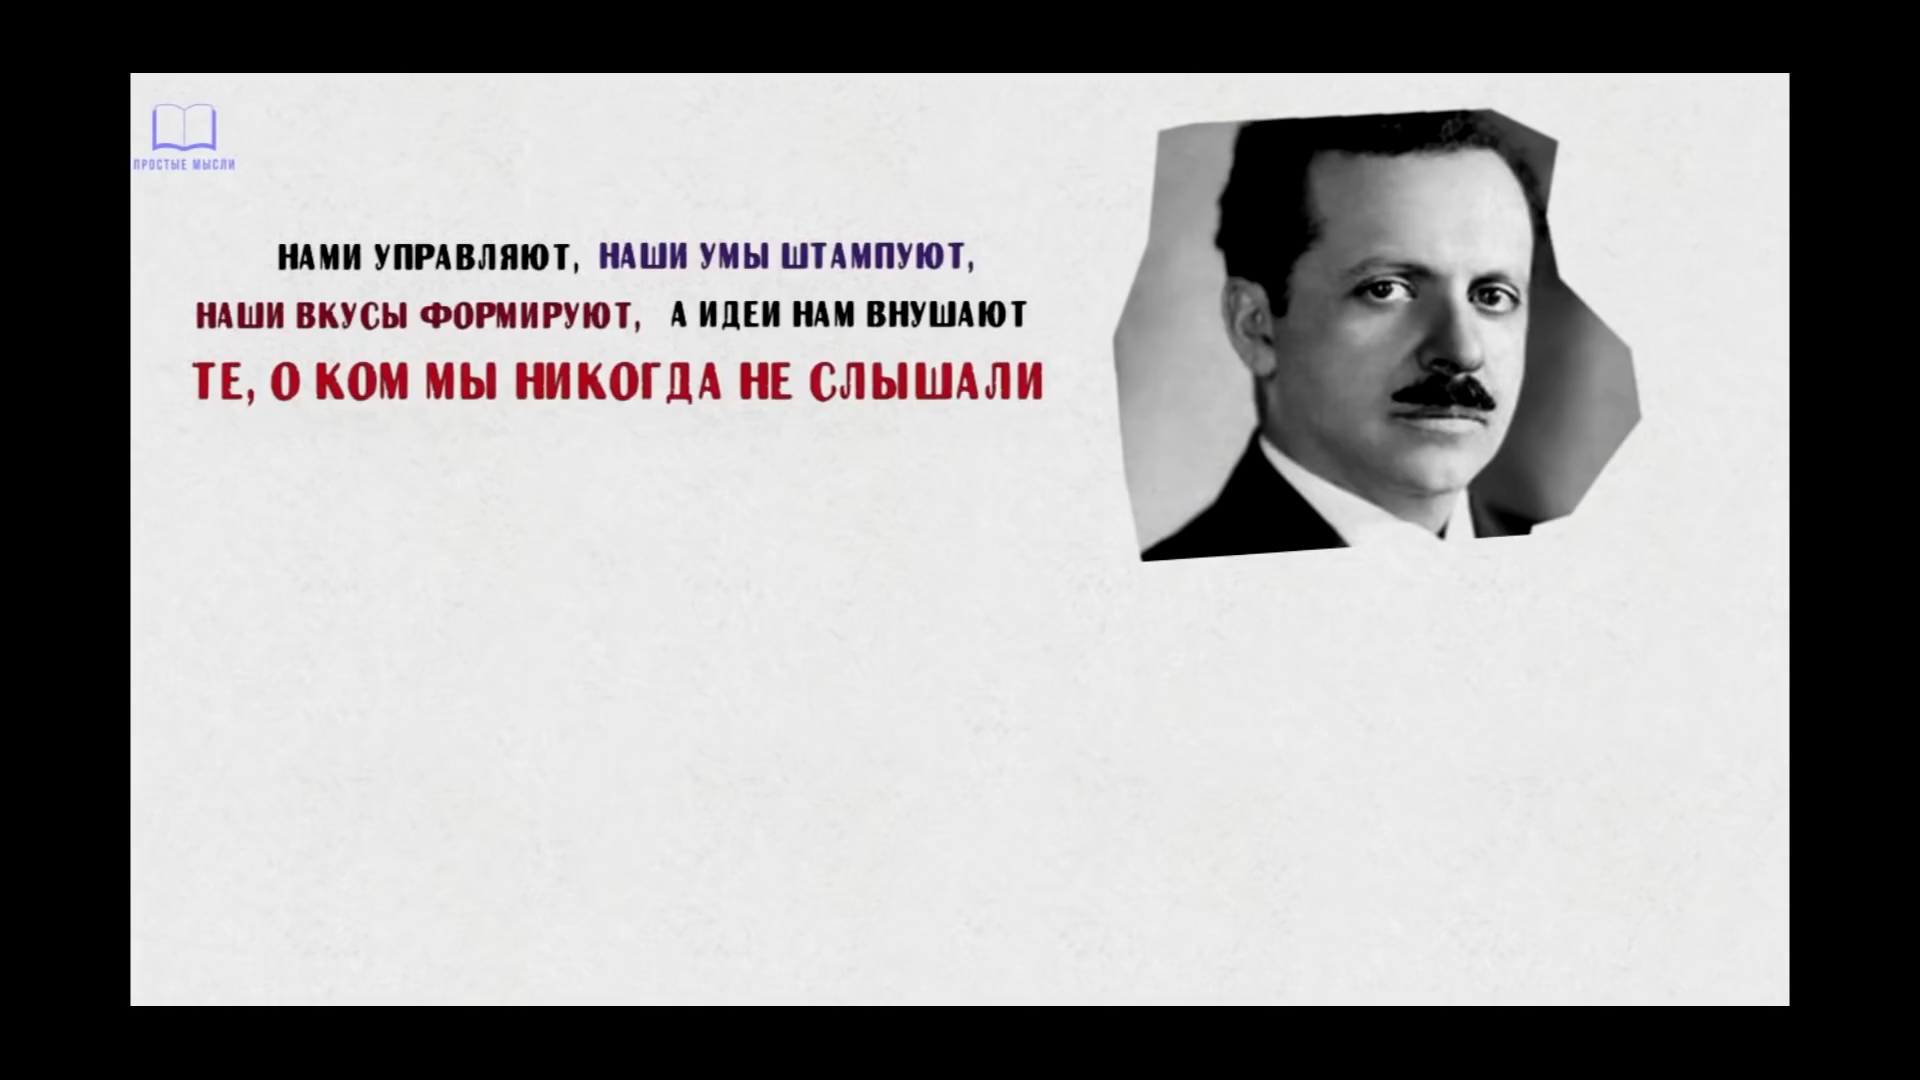 ПРОСТЫЕ МЫСЛИ
НАМИ УПРАВЛЯЮТ, НАШИ УМЫ ШТАМПУЮТ,
НАШИ ВКУСЫ ФОРМИРУЮТ, А ИДЕИ НАМ ВНУШАЮТ
ТЕ, О КОМ МЫ НИКОГДА НЕ СЛЫШАЛИ